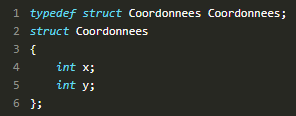 1 typedef struct Coordonnees Coordonnees;
2 struct Coordonnees
3 {
4     int x;
5     int y;
6 };